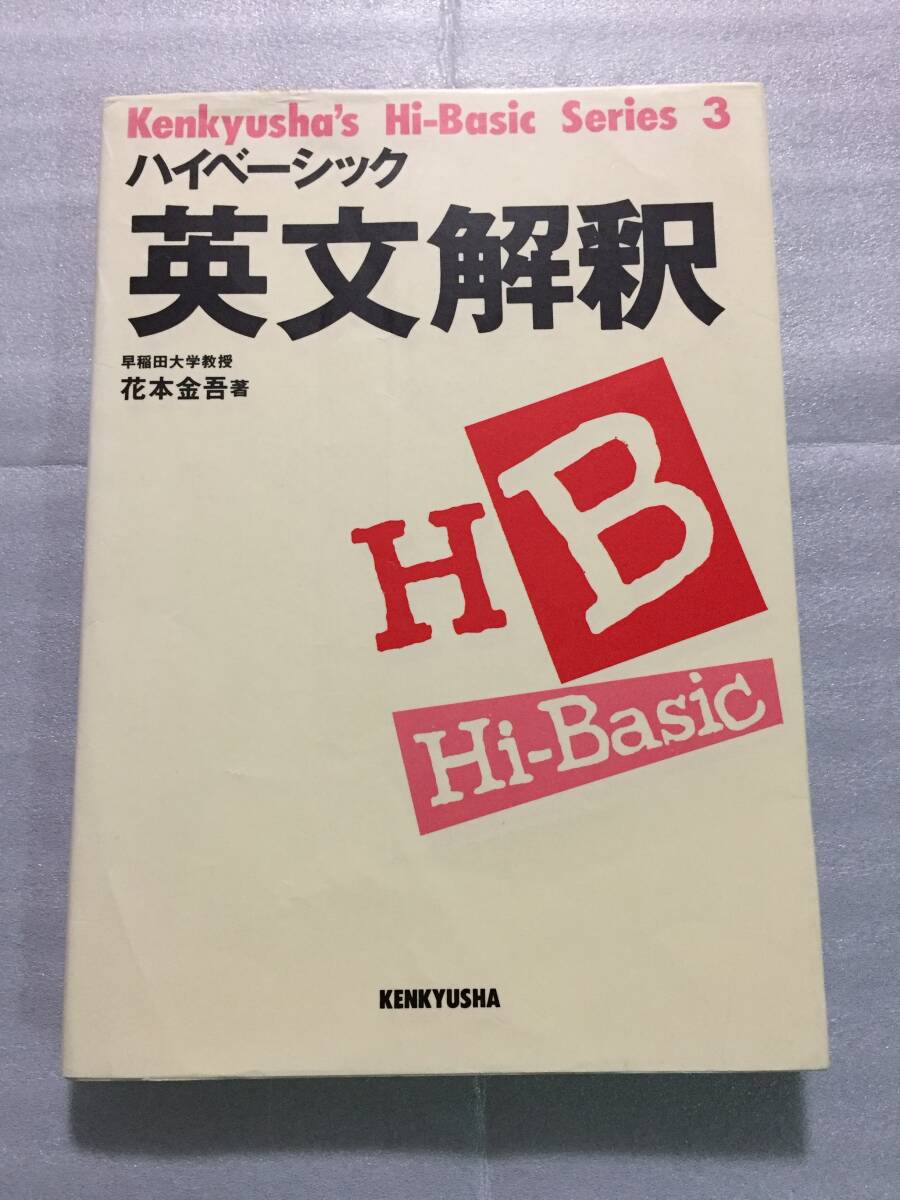 Kenkyusha's Hi-Basic Series 3
ハイベーシック
英文解釈
早稲田大学教授
花本金吾著
HB
Hi-Basic
KENKYUSHA